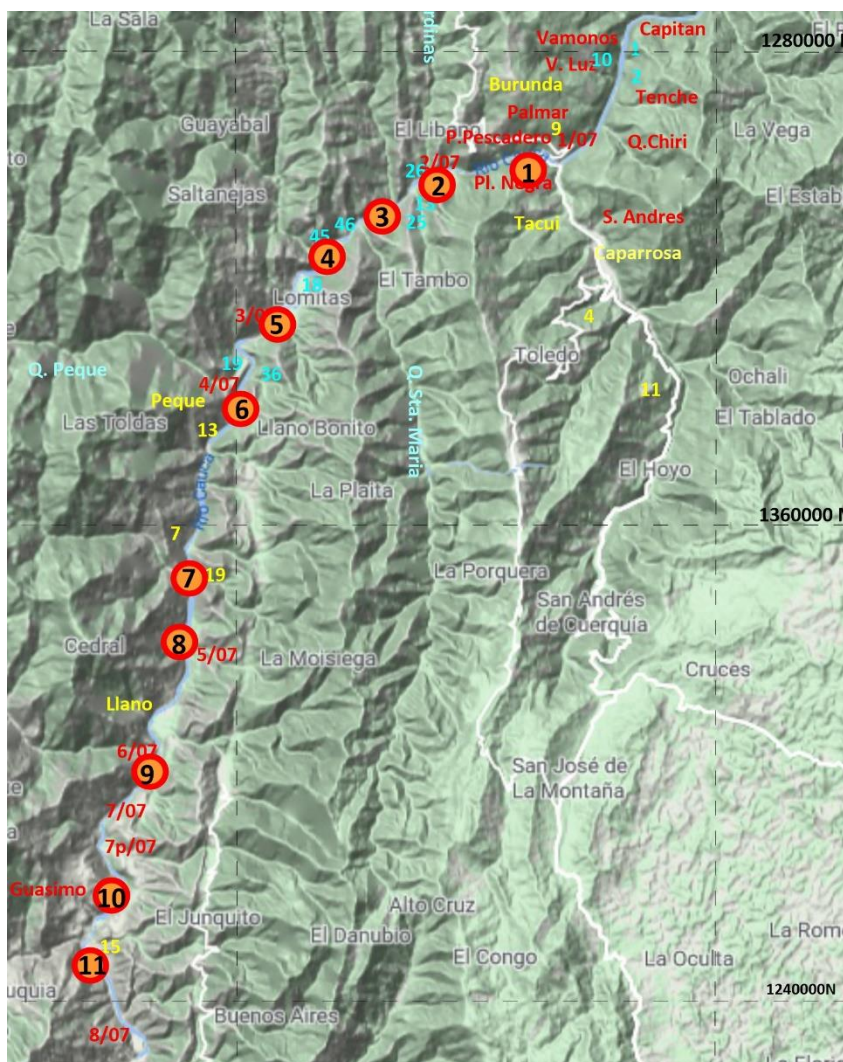 La Sala
Capitan
Vamonos
1280000
1
V. Luz
10
2
Burunda
Tenche
Palmar
Guayabal
El Libano
9
P.Pescadero
1/07
Q.Chiri
La Vega
2/07
26
1
2
Pl. Negra
Saltanejas
El Estab
3
46
25
Tacui
S. Andres
45
4
Caparrosa
El Tambo
18
Lomitas
3/0
5
4
Toledo
19
Q. Peque
36
4/07
Ochali
Peque
6
11
Las Toldas
13
Llano Bonito
Q. Sta. Maria
El Tablado
El Hoyo
La Plaita
1360000 N
7
7
19
La Porquera
San Andrés
de Cuerquía
Cedral
8
5/07
La Moisiega
Cruces
Llano
6/07
9
San José de
La Montaña
7/07
7p/07
Guasimo
10
Alto Cruz
El Junquito
El Danubio
La Rom
15
El Congo
La Oculta
11
uquia
1240000N
Buenos Aires
8/07